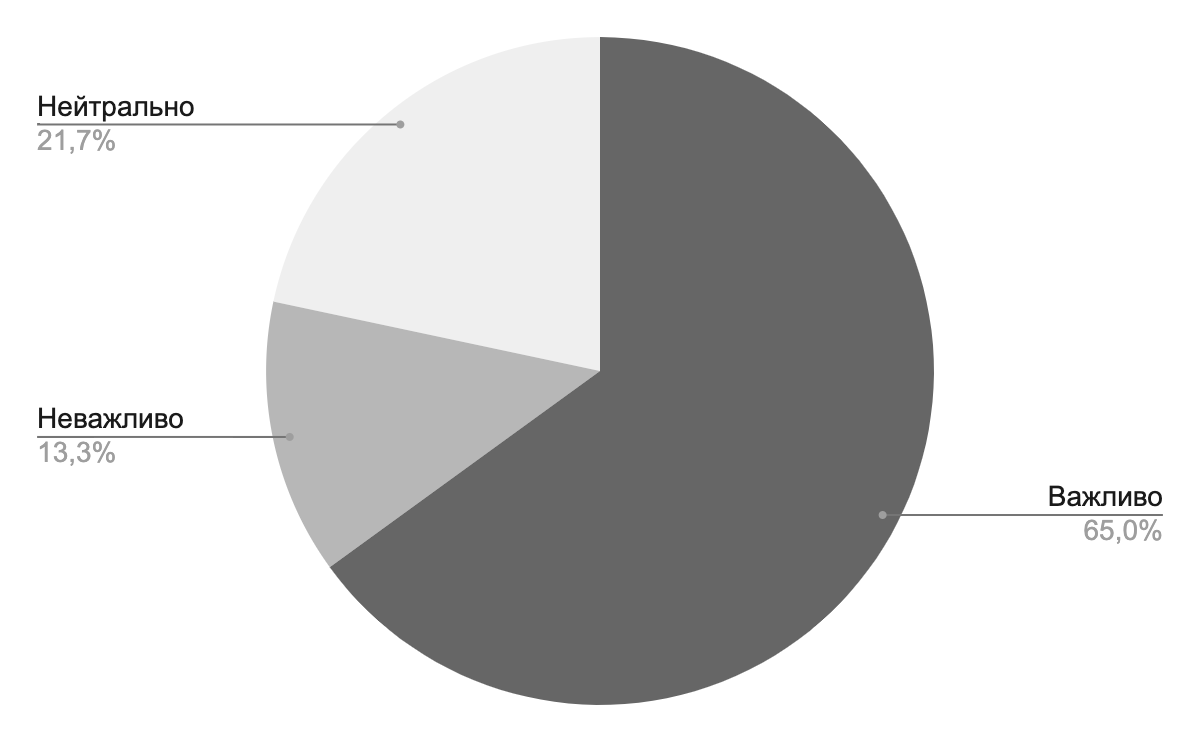 Нейтрально
21,7%
Неважливо
13,3%
Важливо
65,0%